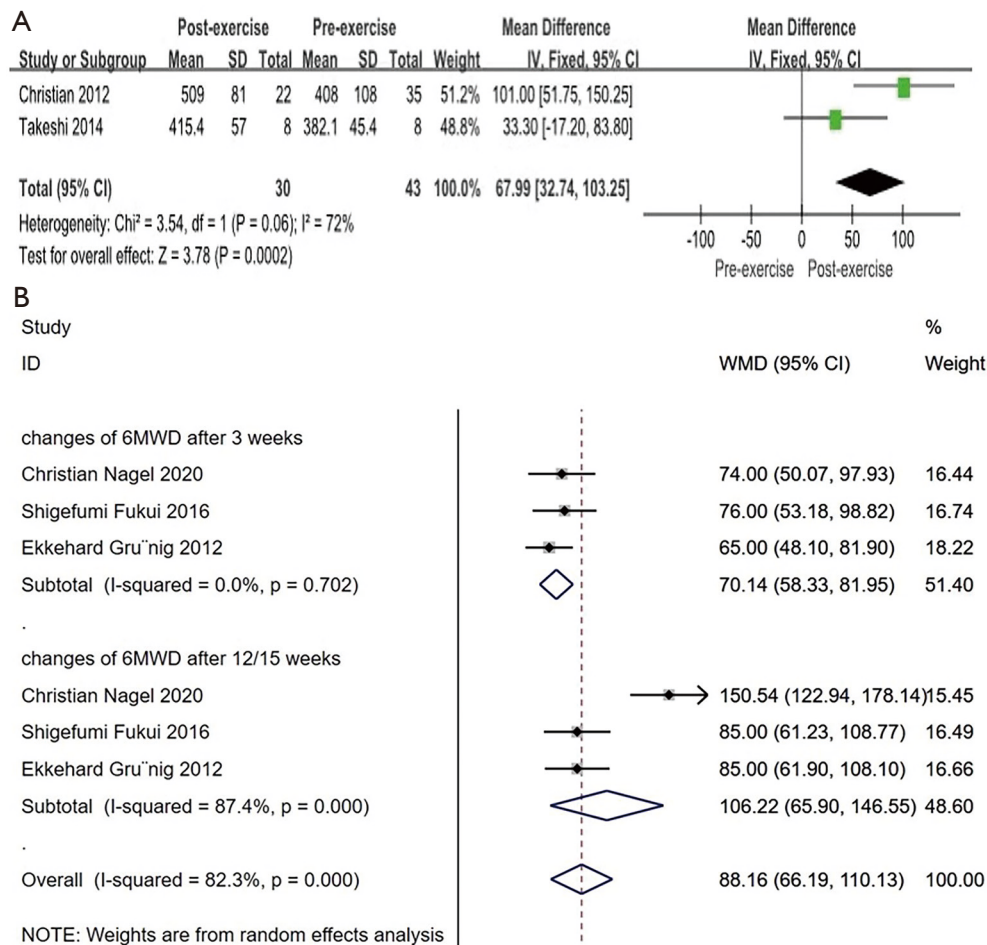 A
Post-exercise Pre-exercise Mean Difference Mean Difference
Study or Subgroup Mean SD Total Mean SD Total Weight IV, Fixed, 95% CI IV, Fixed, 95% CI
Christian 2012 509 81 22 408 108 35 51.2% 101.00 [51.75, 150.25]
Takeshi 2014 415.4 57 8 382.1 45.4 8 48.8% 33.30 [-17.20, 83.80]
Total (95% CI) 30 43 100.0% 67.99 [32.74, 103.25]
Heterogeneity: Chi² = 3.54, df = 1 (P = 0.06); I² = 72%
Test for overall effect: Z = 3.78 (P = 0.0002)
-100 -50 0 50 100
Pre-exercise Post-exercise
B
Study %
ID WMD (95% CI) Weight
changes of 6MWD after 3 weeks
Christian Nagel 2020 74.00 (50.07, 97.93) 16.44
Shigefumi Fukui 2016 76.00 (53.18, 98.82) 16.74
Ekkehard Gru¨nig 2012 65.00 (48.10, 81.90) 18.22
Subtotal (I-squared = 0.0%, p = 0.702) 70.14 (58.33, 81.95) 51.40
.
changes of 6MWD after 12/15 weeks
Christian Nagel 2020 150.54 (122.94, 178.14)15.45
Shigefumi Fukui 2016 85.00 (61.23, 108.77) 16.49
Ekkehard Gru¨nig 2012 85.00 (61.90, 108.10) 16.66
Subtotal (I-squared = 87.4%, p = 0.000) 106.22 (65.90, 146.55) 48.60
.
Overall (I-squared = 82.3%, p = 0.000) 88.16 (66.19, 110.13) 100.00
NOTE: Weights are from random effects analysis